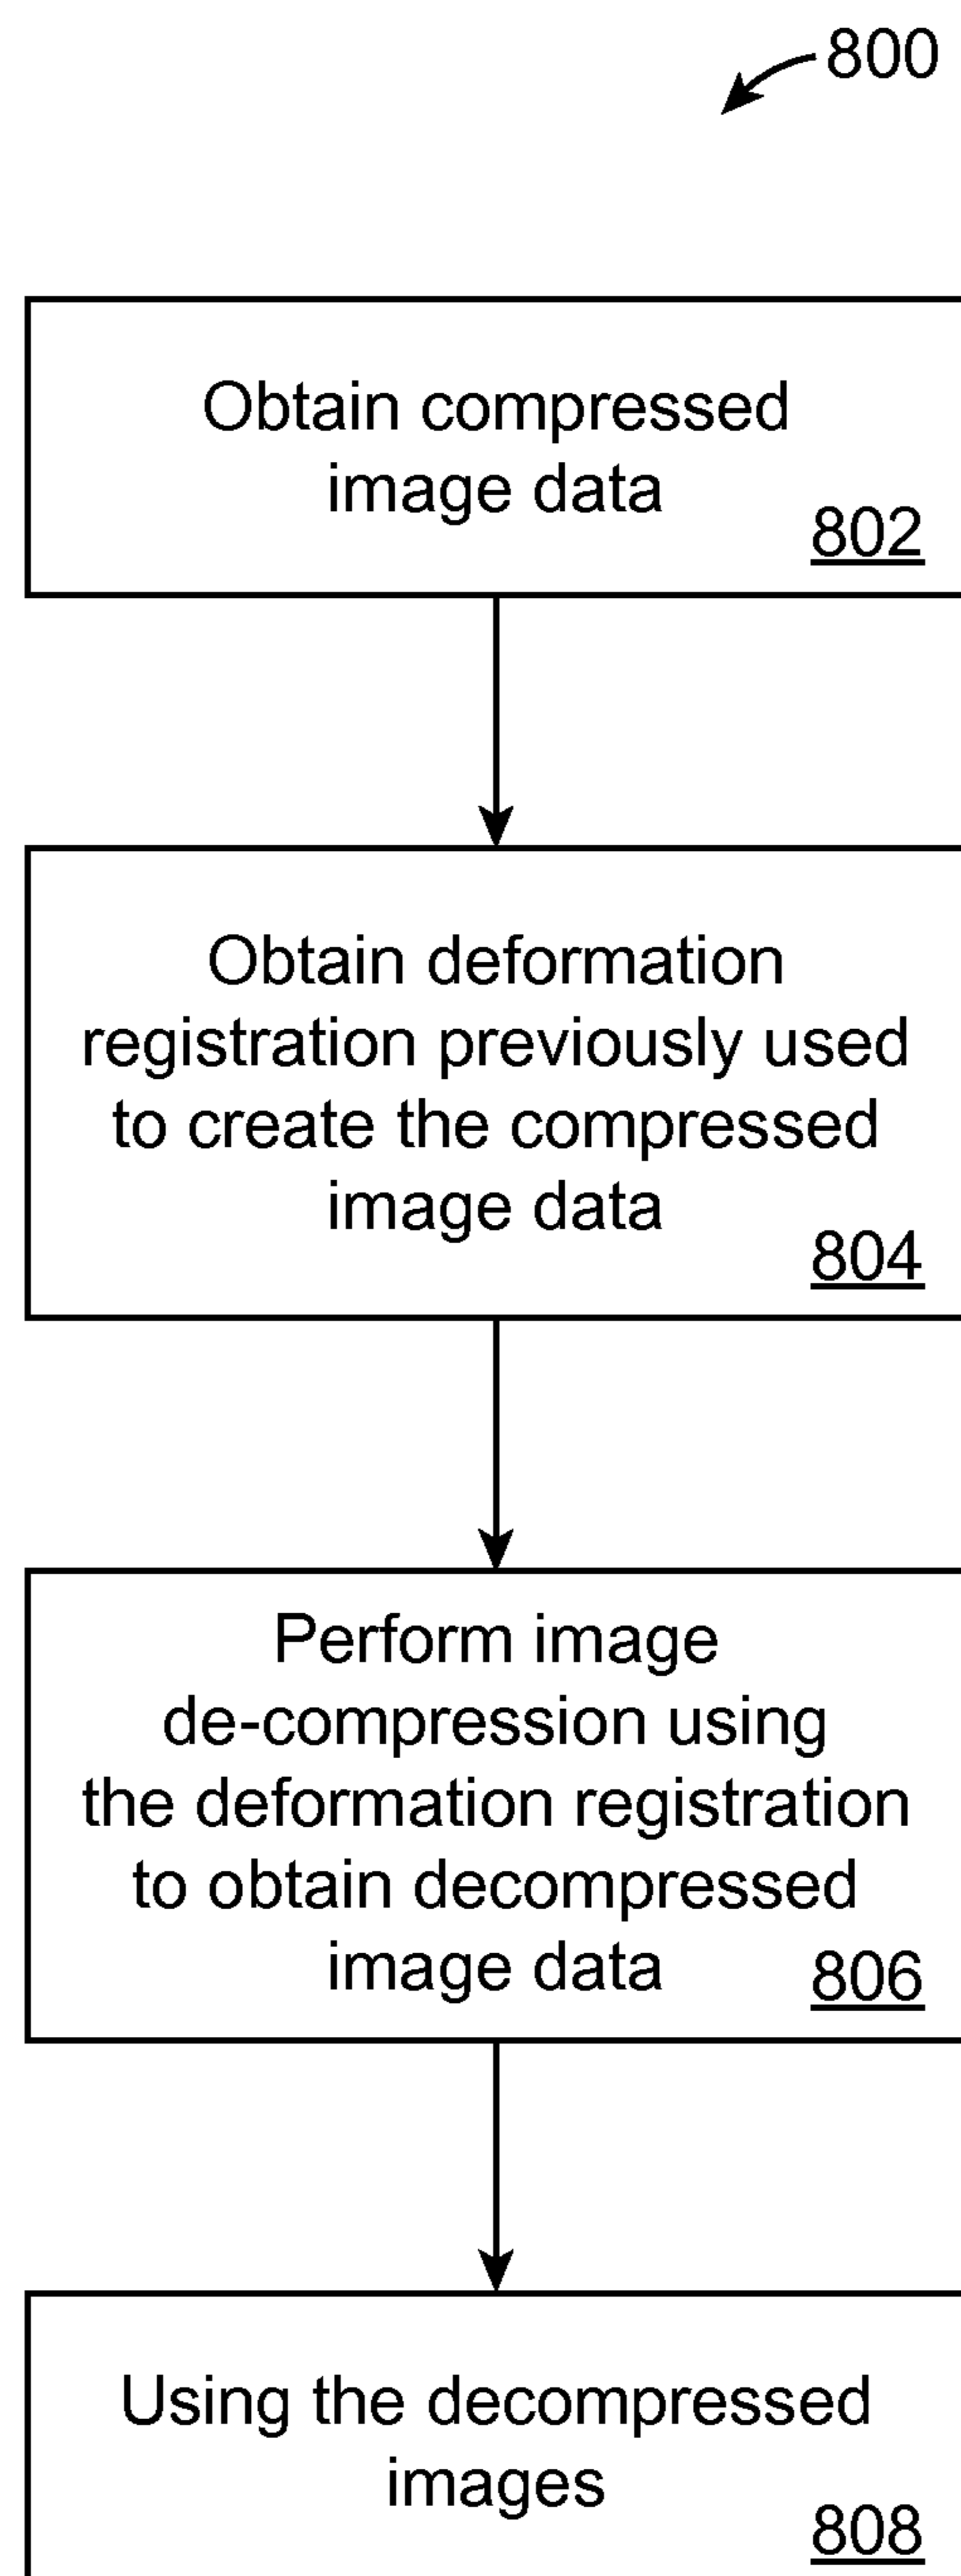 800
Obtain compressed
image data
802
Obtain deformation
registration previously used
to create the compressed
image data
804
Perform image
de-compression using
the deformation registration
to obtain decompressed
image data
806
Using the decompressed
images
808